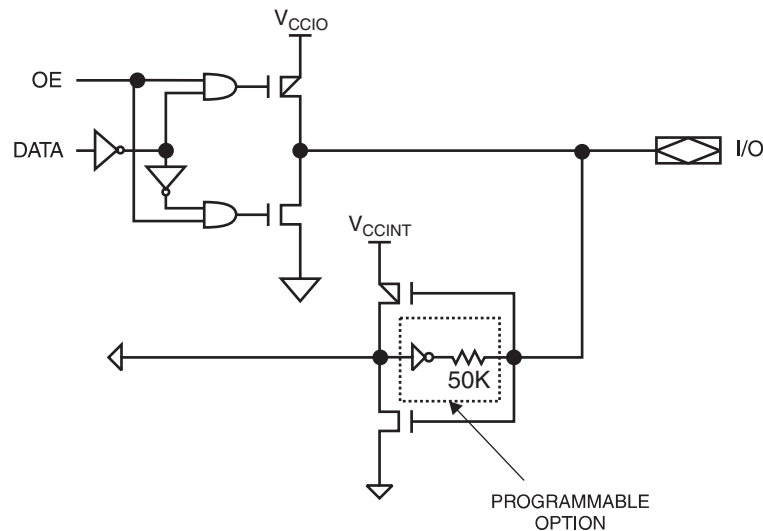 VCCIO
OE
DATA
I/O
VCCINT
50K
PROGRAMMABLE
OPTION